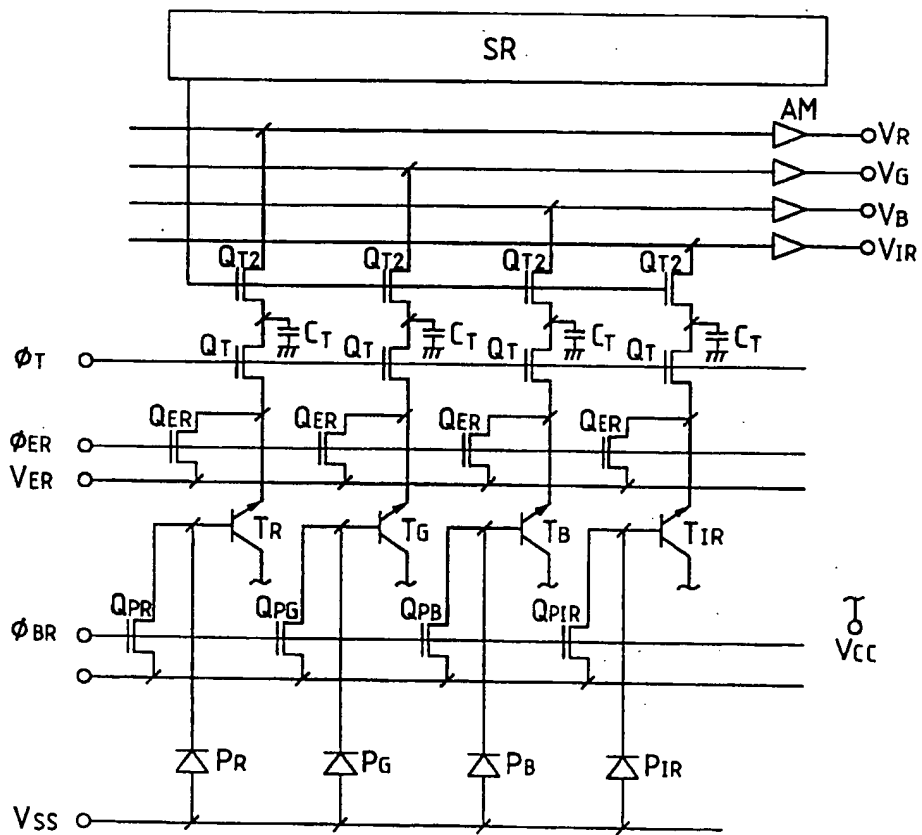 SR
AM
VR
VG
VB
VIR
QT2 QT2 QT2 QT2
CT CT CT CT
QT QT QT QT
φT
QER QER QER QER
φER
VER
TR TG TB TIR
QPR QPG QPB QPIR
φBR
VCC
PR PG PB PIR
VSS